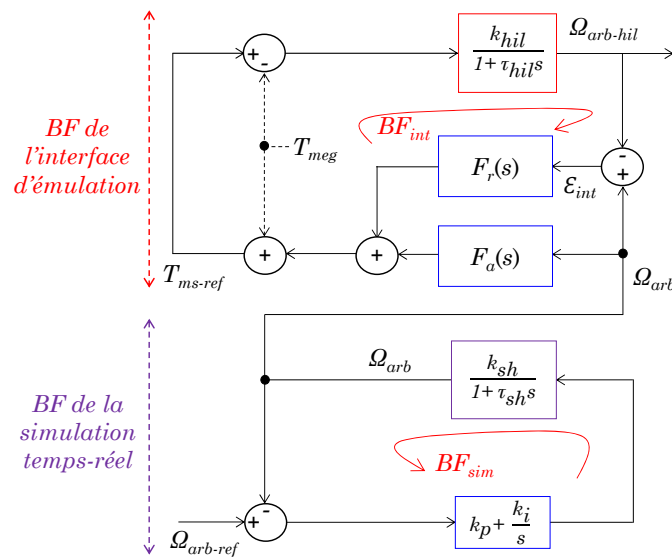 k_hil
1+ τ_hil s
Ω_arb-hil
+ -
BF de
l'interface
d'émulation
BF_int
T_meg
F_r(s)
ε_int
-
+
+
+
F_a(s)
T_ms-ref
Ω_arb
BF de la
simulation
temps-réel
Ω_arb
k_sh
1+ τ_sh s
BF_sim
-
+
Ω_arb-ref
k_p + k_i
s